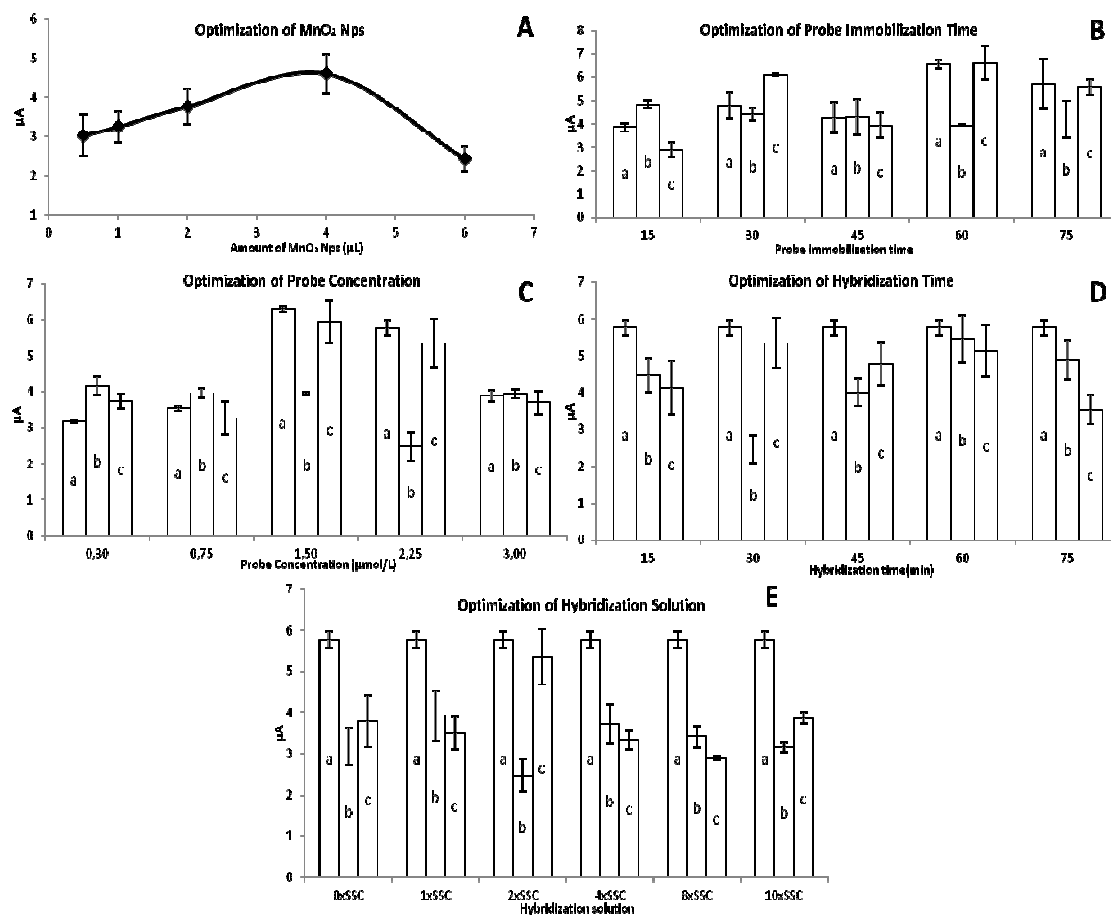 Optimization of MnO₂ Nps
A
6
5
4
3
2
1
µA
0 1 2 3 4 5 6 7
Amount of MnO₂ Nps (µL)
Optimization of Probe Immobilization Time
B
8
7
6
5
4
3
2
1
0
µA
a b c a b c a b c a b c a b c
15 30 45 60 75
Probe immobilization time
Optimization of Probe Concentration
C
7
6
5
4
3
2
1
0
µA
a b c a b c a b c a b c a b c
0,30 0,75 1,50 2,25 3,00
Probe Concentration (µmol/L)
Optimization of Hybridization Time
D
7
6
5
4
3
2
1
0
µA
a b c a b c a b c a b c a b c
15 30 45 60 75
Hybridization time(min)
Optimization of Hybridization Solution
E
7
6
5
4
3
2
1
0
µA
a b c a b c a b c a b c a b c a b c
0xSSC 1xSSC 2xSSC 4xSSC 8xSSC 10xSSC
Hybridization solution